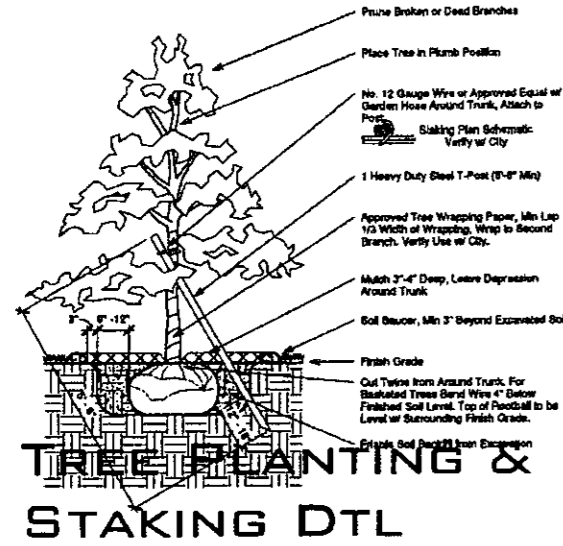 Prune Broken or Dead Branches
Place Tree in Plumb Position
No. 12 Gauge Wire or Approved Equal w/
Garden Hose Around Trunk, Attach to
Post
Staking Plan Schematic
Verify w/ City
1 Heavy Duty Steel T-Post (6'-6" Min)
Approved Tree Wrapping Paper, Min Lap
1/3 Width of Wrapping, Wrap to Second
Branch. Verify Use w/ City.
Mulch 3"-4" Deep, Leave Depression
Around Trunk
3" 6" -12"
Soil Saucer, Min 3" Beyond Excavated Soi
Finish Grade
Cut Twine from Around Trunk. For
Basketed Trees Bend Wire 4" Below
Finished Soil Level. Top of Rootball to be
Level w/ Surrounding Finish Grade.
Friable Soil Backfill from Excavation
TREE PLANTING &
STAKING DTL